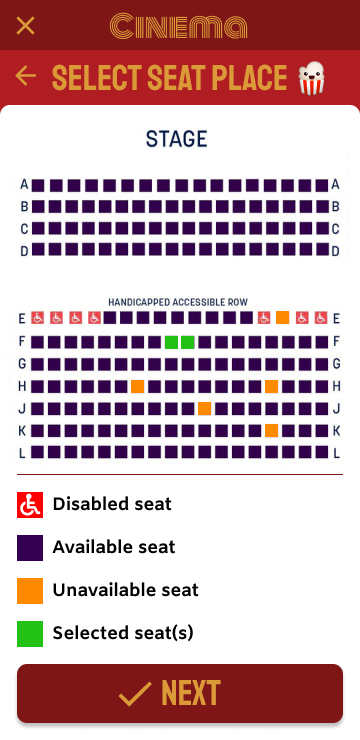 Cinema
SELECT SEAT PLACE
STAGE
A A
B B
C C
D D
HANDICAPPED ACCESSIBLE ROW
E E
F F
G G
H H
J J
K K
L L
Disabled seat
Available seat
Unavailable seat
Selected seat(s)
NEXT